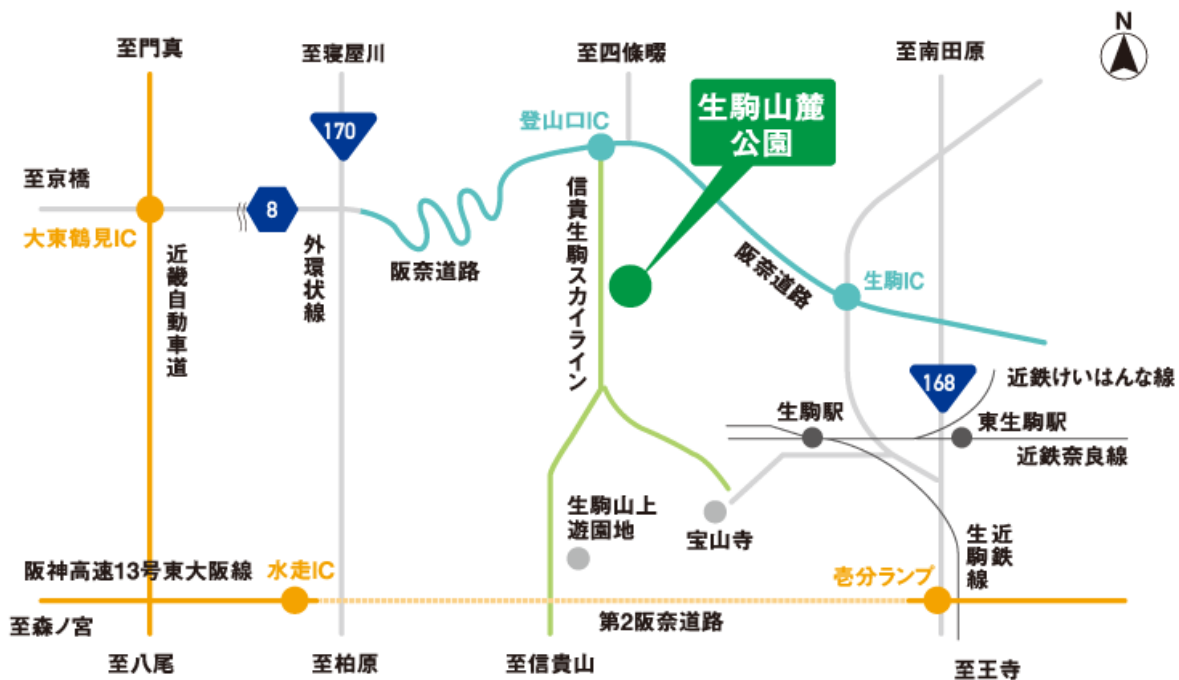 N
至門真
至寝屋川
至四條畷
至南田原
生駒山麓
公園
登山口IC
170
至京橋
8
大東鶴見IC
近畿自動車道
外環状線
阪奈道路
信貴生駒スカイライン
阪奈道路
生駒IC
168
近鉄けいはんな線
生駒駅
東生駒駅
近鉄奈良線
生駒山上
遊園地
宝山寺
近鉄
生駒線
阪神高速13号東大阪線
水走IC
壱分ランプ
至森ノ宮
第2阪奈道路
至八尾
至柏原
至信貴山
至王寺